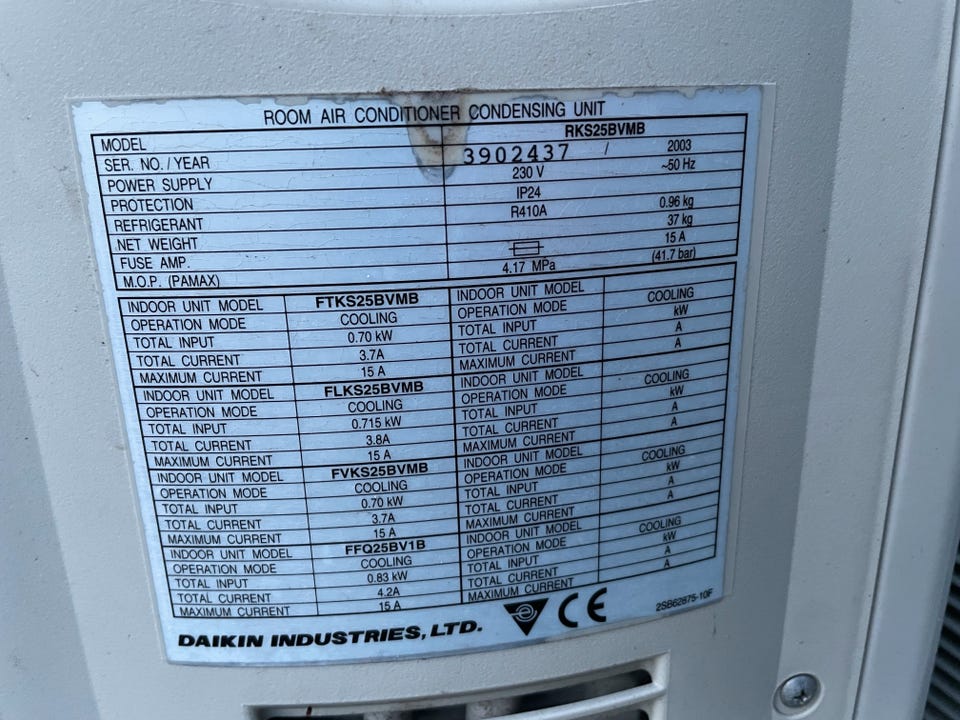 ROOM AIR CONDITIONER CONDENSING UNIT
MODEL RKS25BVMB
SER. NO. / YEAR 3902437 / 2003
POWER SUPPLY 230 V ~50 Hz
PROTECTION IP24
REFRIGERANT R410A 0.96 kg
NET WEIGHT 37 kg
FUSE AMP. 15 A
M.O.P. (PAMAX) 4.17 MPa (41.7 bar)
INDOOR UNIT MODEL FTKS25BVMB INDOOR UNIT MODEL
OPERATION MODE COOLING OPERATION MODE COOLING
TOTAL INPUT 0.70 kW TOTAL INPUT kW
TOTAL CURRENT 3.7A TOTAL CURRENT A
MAXIMUM CURRENT 15 A MAXIMUM CURRENT A
INDOOR UNIT MODEL FLKS25BVMB INDOOR UNIT MODEL
OPERATION MODE COOLING OPERATION MODE COOLING
TOTAL INPUT 0.715 kW TOTAL INPUT kW
TOTAL CURRENT 3.8A TOTAL CURRENT A
MAXIMUM CURRENT 15 A MAXIMUM CURRENT A
INDOOR UNIT MODEL FVKS25BVMB INDOOR UNIT MODEL
OPERATION MODE COOLING OPERATION MODE COOLING
TOTAL INPUT 0.70 kW TOTAL INPUT kW
TOTAL CURRENT 3.7A TOTAL CURRENT A
MAXIMUM CURRENT 15 A MAXIMUM CURRENT A
INDOOR UNIT MODEL FFQ25BV1B INDOOR UNIT MODEL
OPERATION MODE COOLING OPERATION MODE COOLING
TOTAL INPUT 0.83 kW TOTAL INPUT kW
TOTAL CURRENT 4.2A TOTAL CURRENT A
MAXIMUM CURRENT 15 A MAXIMUM CURRENT A
DAIKIN INDUSTRIES, LTD. CE 2SB62875-10F